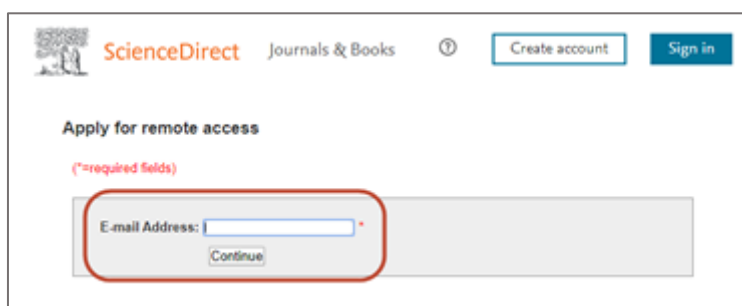 ScienceDirect Journals & Books ? Create account Sign in
Apply for remote access
(*=required fields)
E-mail Address: *
Continue